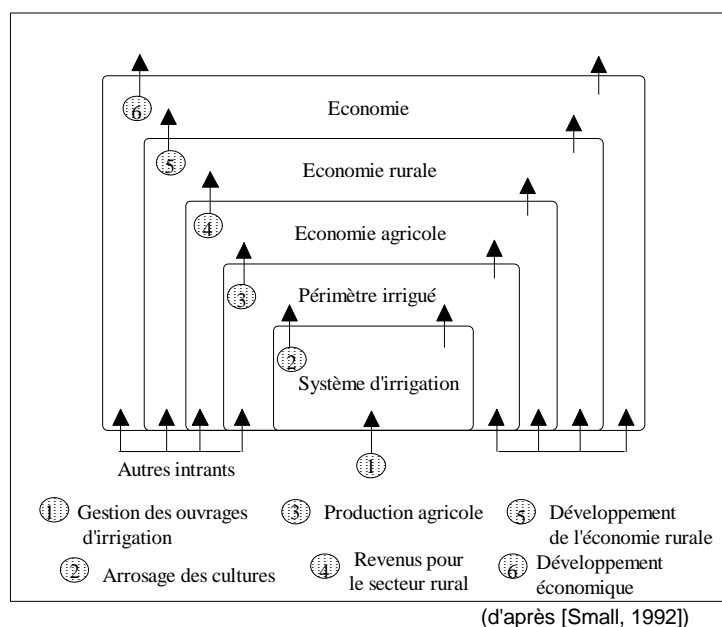 6
Economie
5
Economie rurale
4
Economie agricole
3
Périmètre irrigué
2
Système d'irrigation
Autres intrants
1
1 Gestion des ouvrages
d'irrigation
3 Production agricole
5 Développement
de l'économie rurale
2 Arrosage des cultures
4 Revenus pour
le secteur rural
6 Développement
économique
(d'après [Small, 1992])